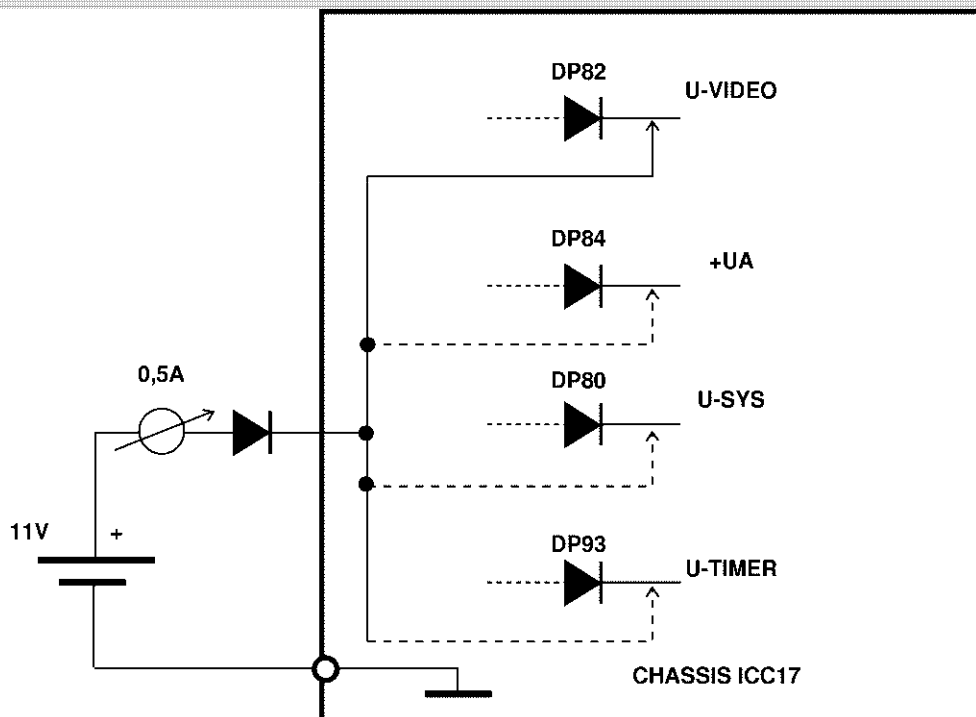 DP82
U-VIDEO
DP84
+UA
0,5A
DP80
U-SYS
11V
+
DP93
U-TIMER
CHASSIS ICC17